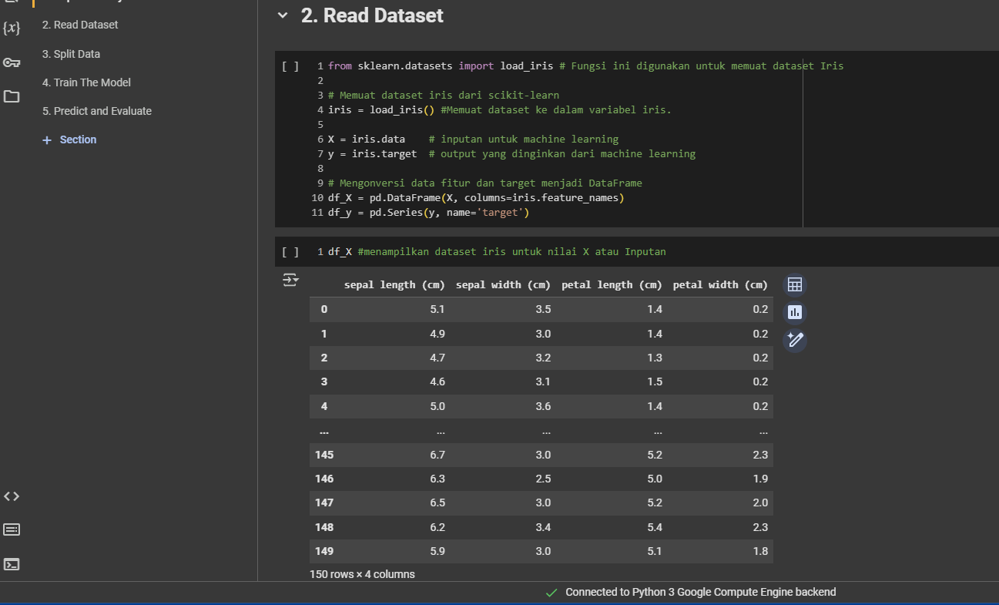 {x}
2. Read Dataset
3. Split Data
4. Train The Model
5. Predict and Evaluate
+ Section
2. Read Dataset
[ ]
1 from sklearn.datasets import load_iris # Fungsi ini digunakan untuk memuat dataset Iris
2
3 # Memuat dataset iris dari scikit-learn
4 iris = load_iris() #Memuat dataset ke dalam variabel iris.
5
6 X = iris.data    # inputan untuk machine learning
7 y = iris.target  # output yang dinginkan dari machine learning
8
9 # Mengonversi data fitur dan target menjadi DataFrame
10 df_X = pd.DataFrame(X, columns=iris.feature_names)
11 df_y = pd.Series(y, name='target')
[ ] 1 df_X #menampilkan dataset iris untuk nilai X atau Inputan
sepal length (cm) sepal width (cm) petal length (cm) petal width (cm)
0 5.1 3.5 1.4 0.2
1 4.9 3.0 1.4 0.2
2 4.7 3.2 1.3 0.2
3 4.6 3.1 1.5 0.2
4 5.0 3.6 1.4 0.2
... ... ... ... ...
145 6.7 3.0 5.2 2.3
146 6.3 2.5 5.0 1.9
147 6.5 3.0 5.2 2.0
148 6.2 3.4 5.4 2.3
149 5.9 3.0 5.1 1.8
150 rows × 4 columns
Connected to Python 3 Google Compute Engine backend